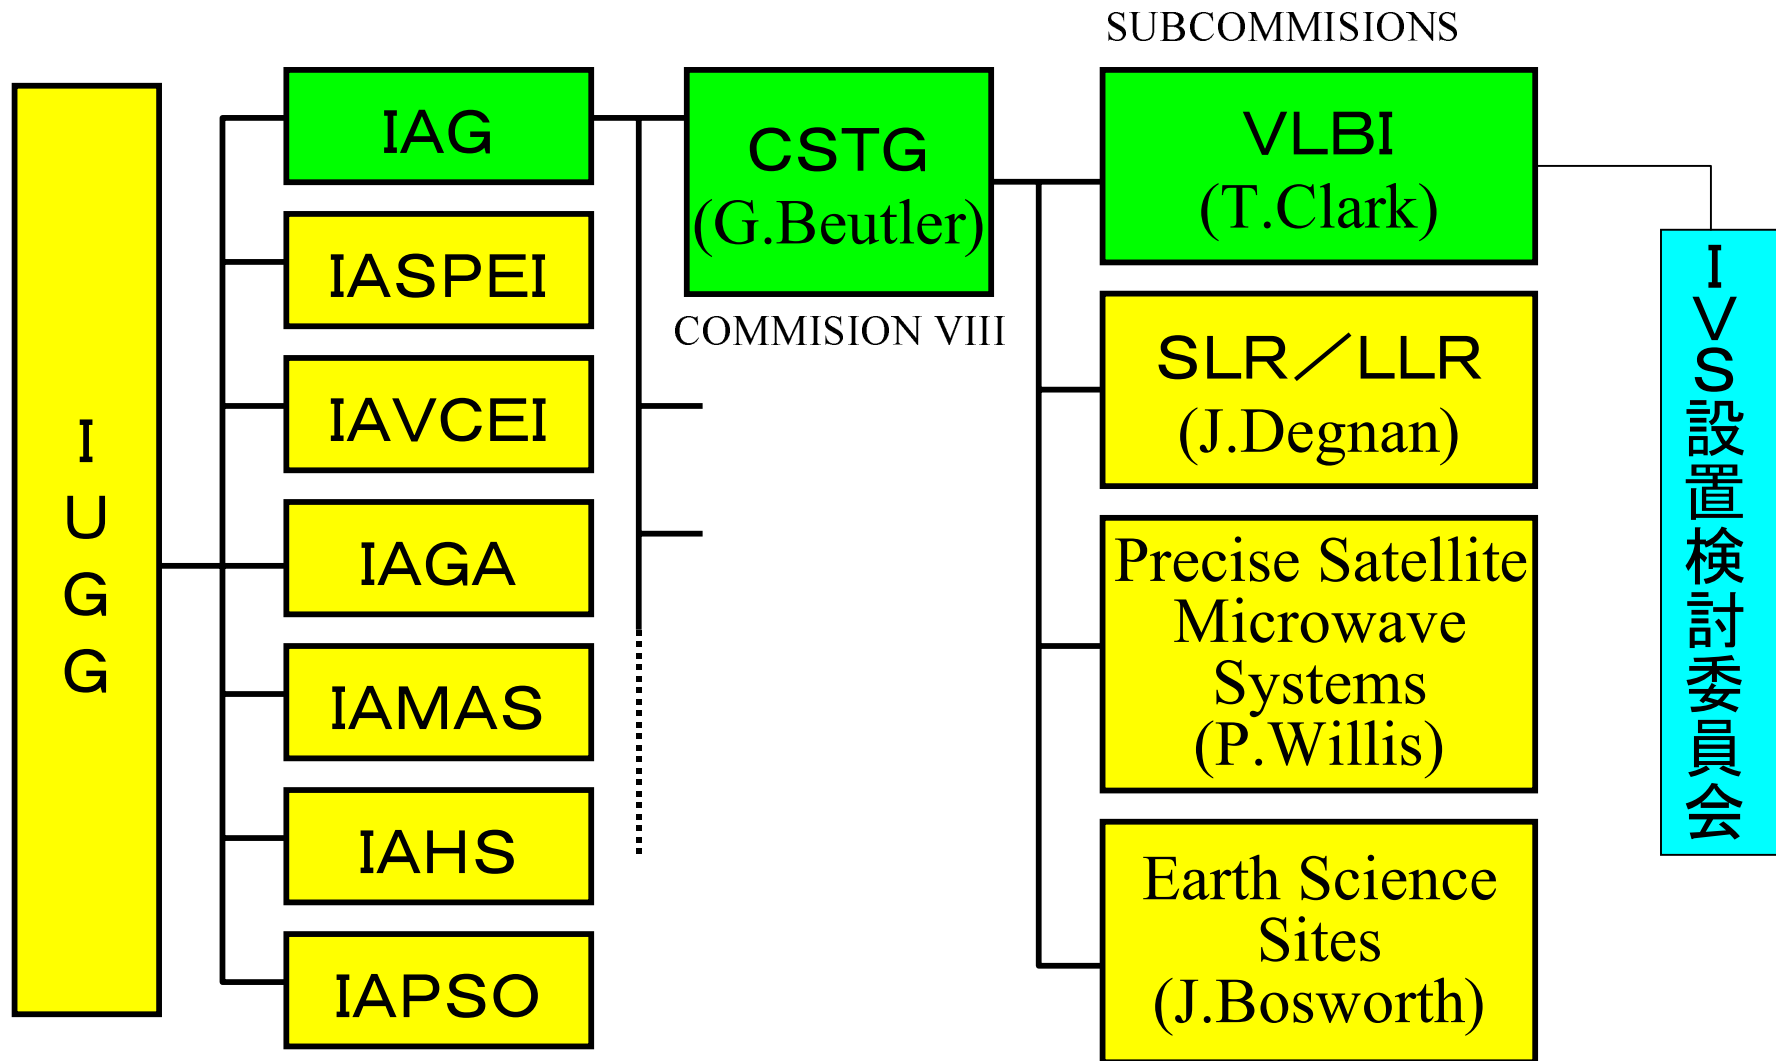 SUBCOMMISIONS
IUGG
IAG
IASPEI
IAVCEI
IAGA
IAMAS
IAHS
IAPSO
CSTG
(G.Beutler)
COMMISION VIII
VLBI
(T.Clark)
SLR／LLR
(J.Degnan)
Precise Satellite
Microwave
Systems
(P.Willis)
Earth Science
Sites
(J.Bosworth)
IVS設置検討委員会